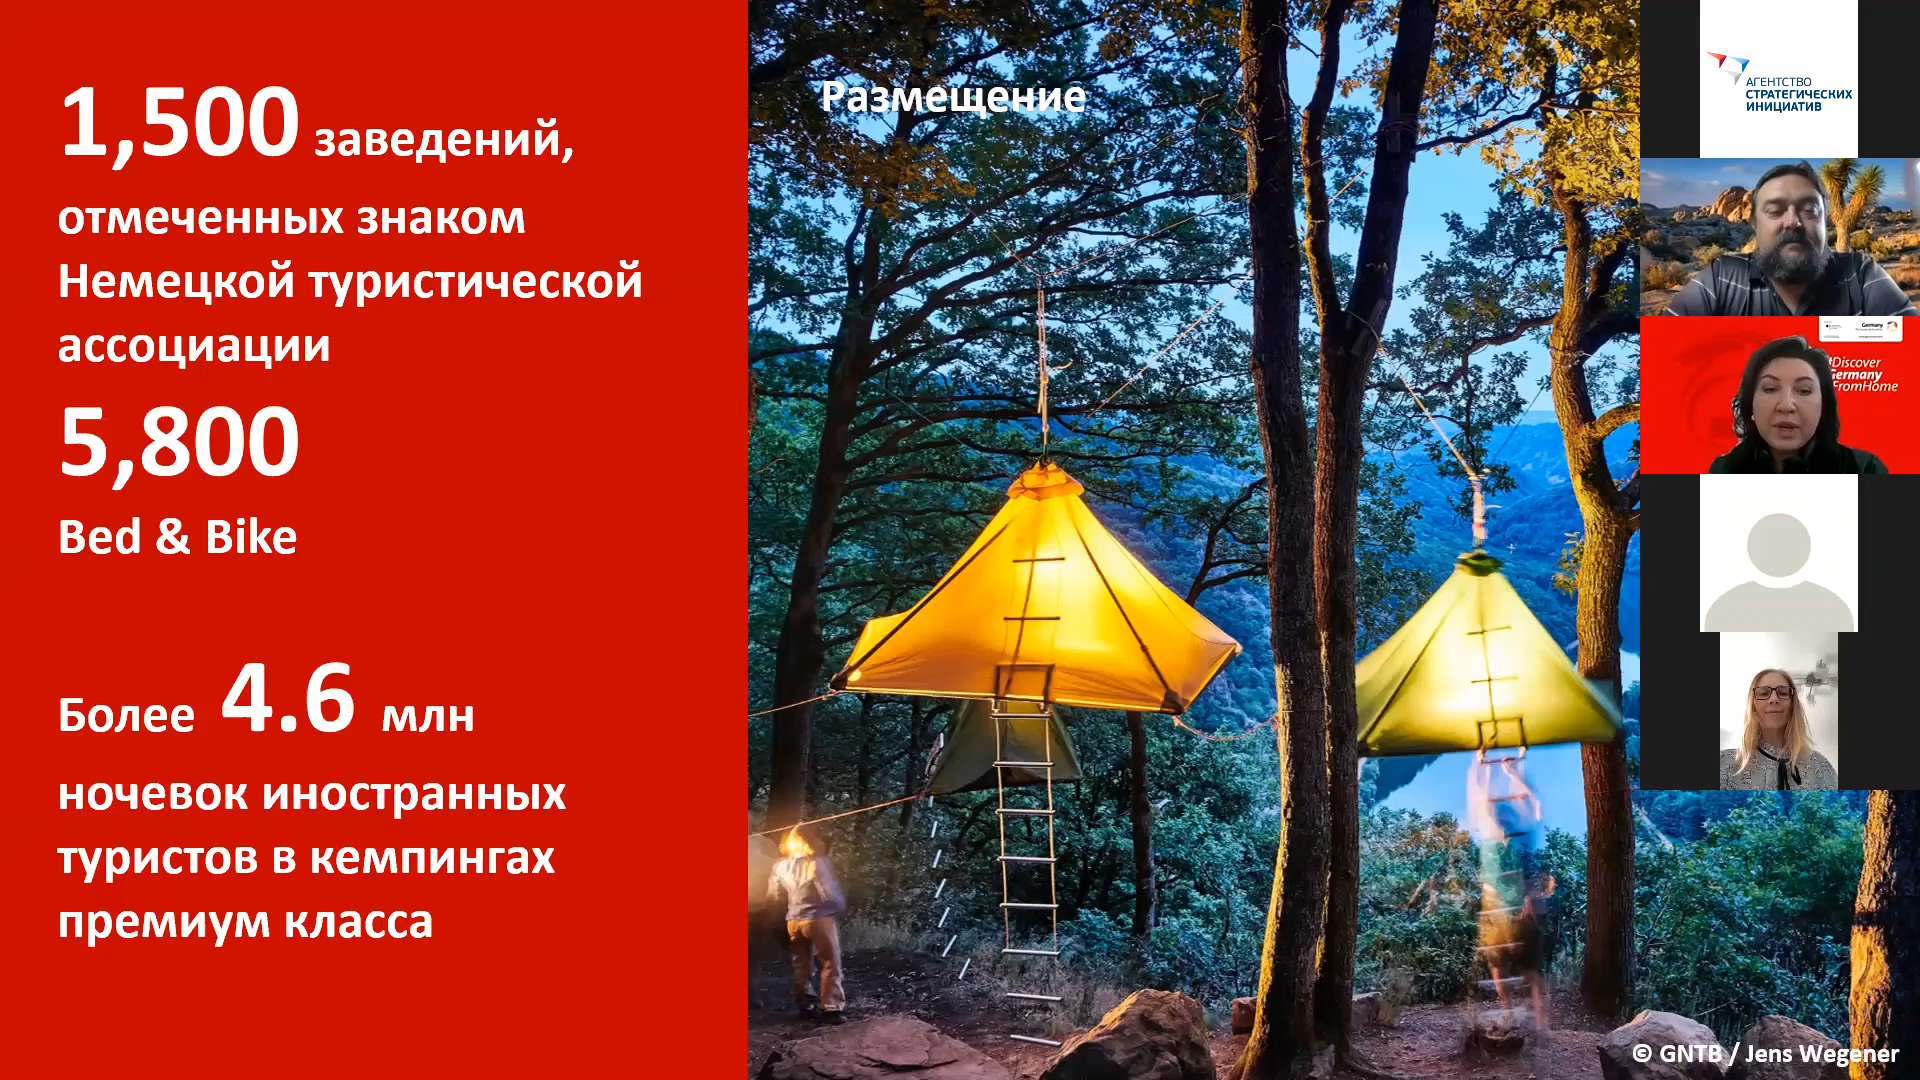 1,500 заведений,
отмеченных знаком
Немецкой туристической
ассоциации
5,800
Bed & Bike
Более 4.6 млн
ночевок иностранных
туристов в кемпингах
премиум класса
Размещение
© GNTB / Jens Wegener
АГЕНТСТВО
СТРАТЕГИЧЕСКИХ
ИНИЦИАТИВ
Germany
#Discover
Germany
FromHome